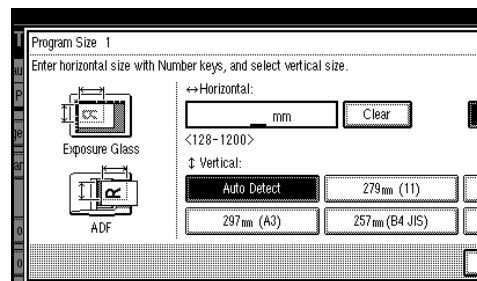 Program Size 1
Enter horizontal size with Number keys, and select vertical size.
↔Horizontal:
mm
Clear
<128-1200>
Exposure Glass
↕ Vertical:
Auto Detect
279mm (11)
R
297mm (A3)
257mm (B4 JIS)
ADF